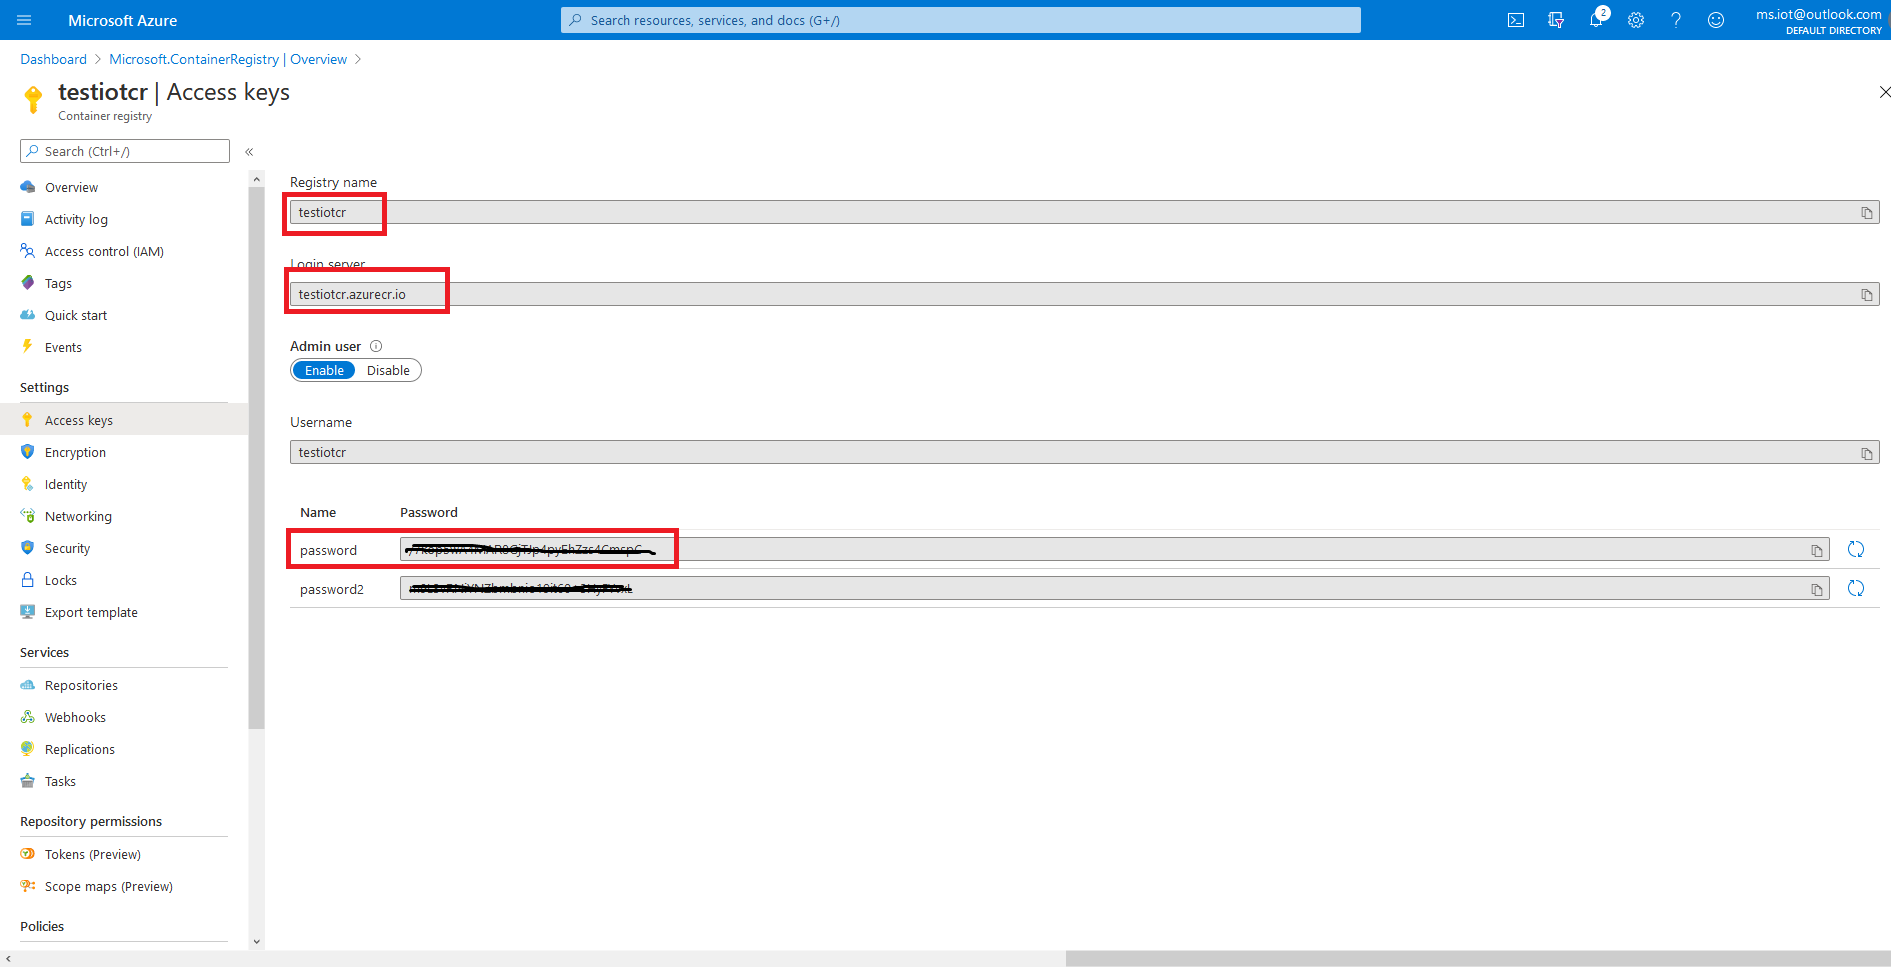 Microsoft Azure
Search resources, services, and docs (G+/)
2
ms.iot@outlook.com
DEFAULT DIRECTORY
Dashboard > Microsoft.ContainerRegistry | Overview >
testiotcr | Access keys
Container registry
Search (Ctrl+/)
«
Overview
Activity log
Access control (IAM)
Tags
Quick start
Events
Settings
Access keys
Encryption
Identity
Networking
Security
Locks
Export template
Services
Repositories
Webhooks
Replications
Tasks
Repository permissions
Tokens (Preview)
Scope maps (Preview)
Policies
Registry name
testiotcr
Login server
testiotcr.azurecr.io
Admin user
Enable Disable
Username
testiotcr
Name Password
password
password2